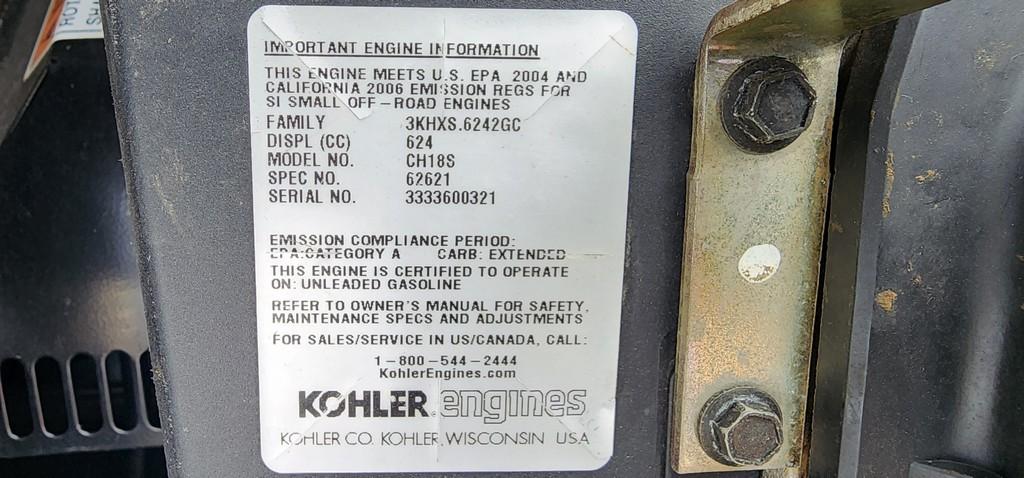 IMPORTANT ENGINE INFORMATION
THIS ENGINE MEETS U.S. EPA 2004 AND
CALIFORNIA 2006 EMISSION REGS FOR
SI SMALL OFF-ROAD ENGINES
FAMILY 3KHXS.6242GC
DISPL (CC) 624
MODEL NO. CH18S
SPEC NO. 62621
SERIAL NO. 3333600321
EMISSION COMPLIANCE PERIOD:
EPA:CATEGORY A CARB: EXTENDED
THIS ENGINE IS CERTIFIED TO OPERATE
ON: UNLEADED GASOLINE
REFER TO OWNER'S MANUAL FOR SAFETY,
MAINTENANCE SPECS AND ADJUSTMENTS
FOR SALES/SERVICE IN US/CANADA, CALL:
1-800-544-2444
KohlerEngines.com
KOHLER engines
KOHLER CO. KOHLER, WISCONSIN USA